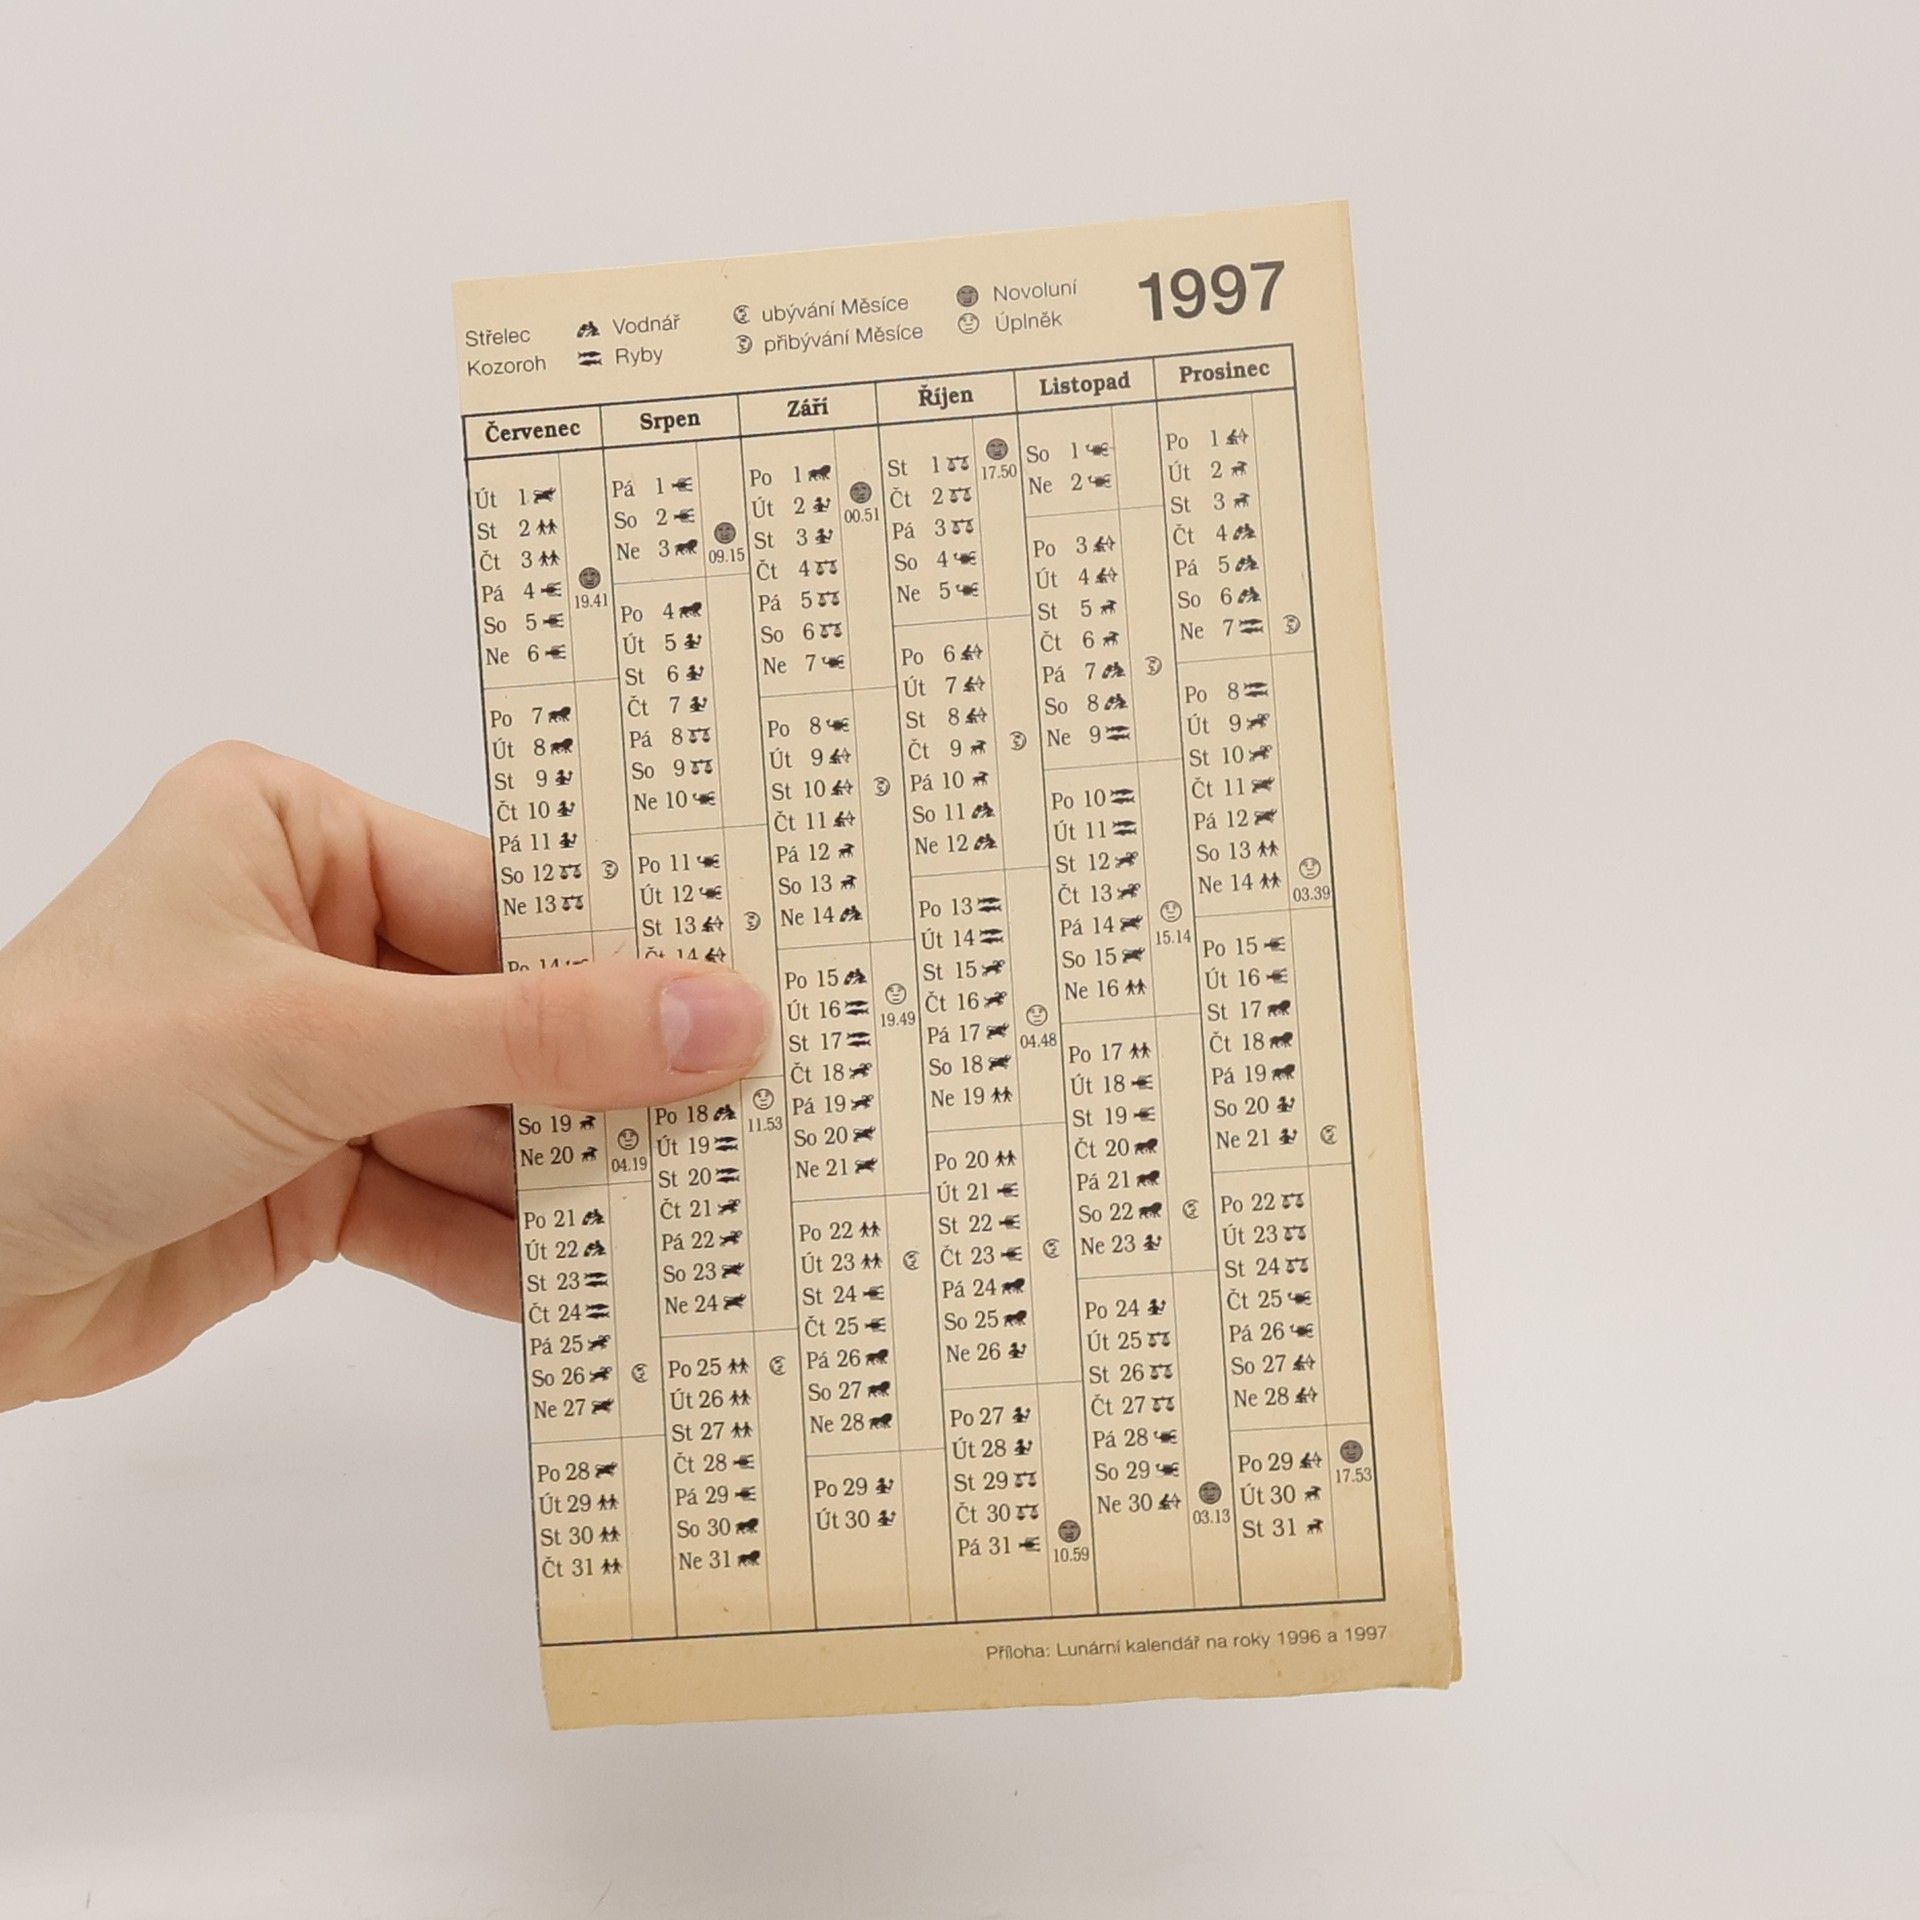 1997
Střelec Vodnář ubývání Měsíce Novoluní
Kozoroh Ryby přibývání Měsíce Úplněk
Červenec Srpen Září Říjen Listopad Prosinec
Út 1
St 2
Čt 3
Pá 4 19.41
So 5
Ne 6
Po 7
Út 8
St 9
Čt 10
Pá 11
So 12
Ne 13
Po 14
So 19
Ne 20 04.19
Po 21
Út 22
St 23
Čt 24
Pá 25
So 26
Ne 27
Po 28
Út 29
St 30
Čt 31
Pá 1
So 2
Ne 3 09.15
Po 4
Út 5
St 6
Čt 7
Pá 8
So 9
Ne 10
Po 11
Út 12
St 13
Čt 14
Po 18 11.53
Út 19
St 20
Čt 21
Pá 22
So 23
Ne 24
Po 25
Út 26
St 27
Čt 28
Pá 29
So 30
Ne 31
Po 1
Út 2 00.51
St 3
Čt 4
Pá 5
So 6
Ne 7
Po 8
Út 9
St 10
Čt 11
Pá 12
So 13
Ne 14
Po 15
Út 16 19.49
St 17
Čt 18
Pá 19
So 20
Ne 21
Po 22
Út 23
St 24
Čt 25
Pá 26
So 27
Ne 28
Po 29
Út 30
St 1 17.50
Čt 2
Pá 3
So 4
Ne 5
Po 6
Út 7
St 8
Čt 9
Pá 10
So 11
Ne 12
Po 13
Út 14
St 15
Čt 16 04.48
Pá 17
So 18
Ne 19
Po 20
Út 21
St 22
Čt 23
Pá 24
So 25
Ne 26
Po 27
Út 28
St 29
Čt 30
Pá 31 10.59
So 1
Ne 2
Po 3
Út 4
St 5
Čt 6
Pá 7
So 8
Ne 9
Po 10
Út 11
St 12
Čt 13
Pá 14 15.14
So 15
Ne 16
Po 17
Út 18
St 19
Čt 20
Pá 21
So 22
Ne 23
Po 24
Út 25
St 26
Čt 27
Pá 28
So 29
Ne 30 03.13
Po 1
Út 2
St 3
Čt 4
Pá 5
So 6
Ne 7
Po 8
Út 9
St 10
Čt 11
Pá 12
So 13
Ne 14 03.39
Po 15
Út 16
St 17
Čt 18
Pá 19
So 20
Ne 21
Po 22
Út 23
St 24
Čt 25
Pá 26
So 27
Ne 28
Po 29 17.53
Út 30
St 31
Příloha: Lunární kalendář na roky 1996 a 1997